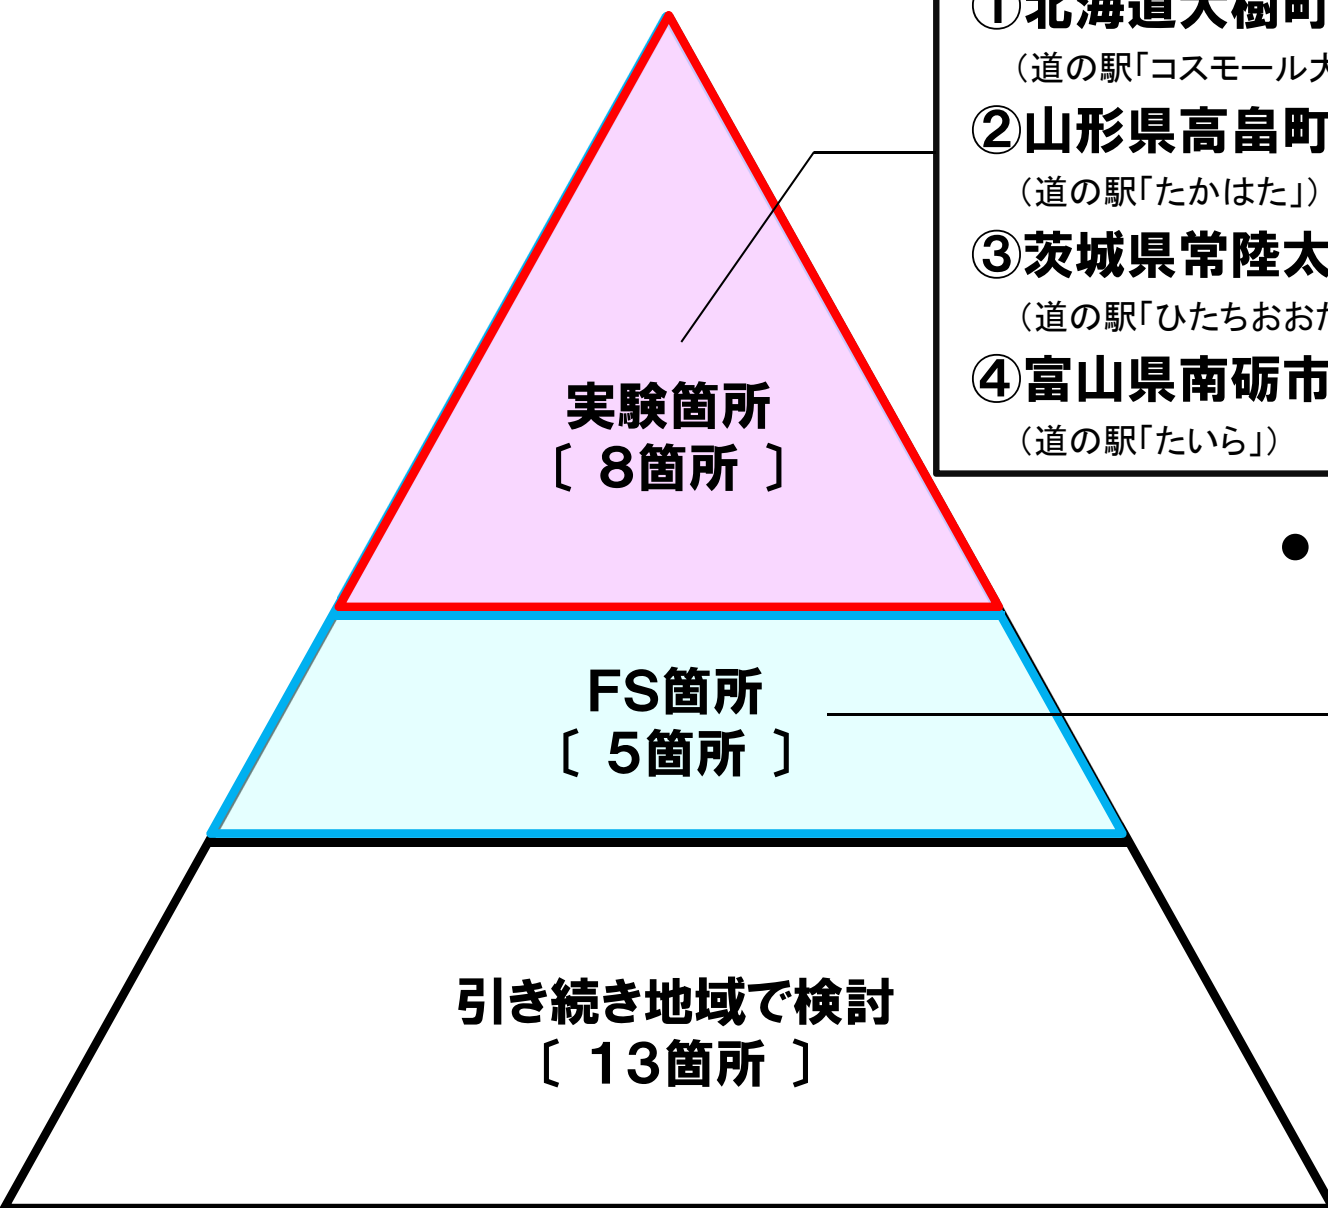 ①北海道大樹町
（道の駅「コスモール大
②山形県高畠町
（道の駅「たかはた」）
③茨城県常陸太
（道の駅「ひたちおおた
④富山県南砺市
（道の駅「たいら」）
●
実験箇所
〔 8箇所 〕
FS箇所
〔 5箇所 〕
引き続き地域で検討
〔 13箇所 〕